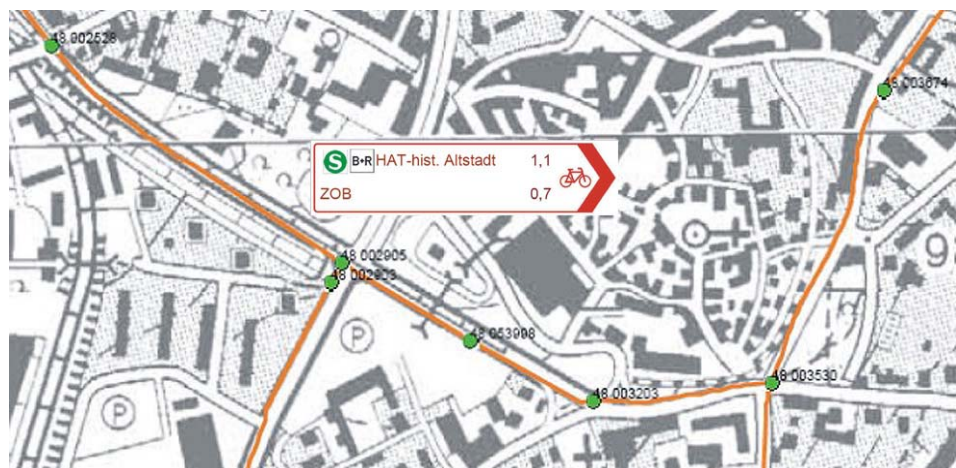 48 002528
48 003674
S B+R HAT-hist. Altstadt 1,1
ZOB 0,7
48 002905
48 002903
48 053998
48 003203
48 003530
P
P